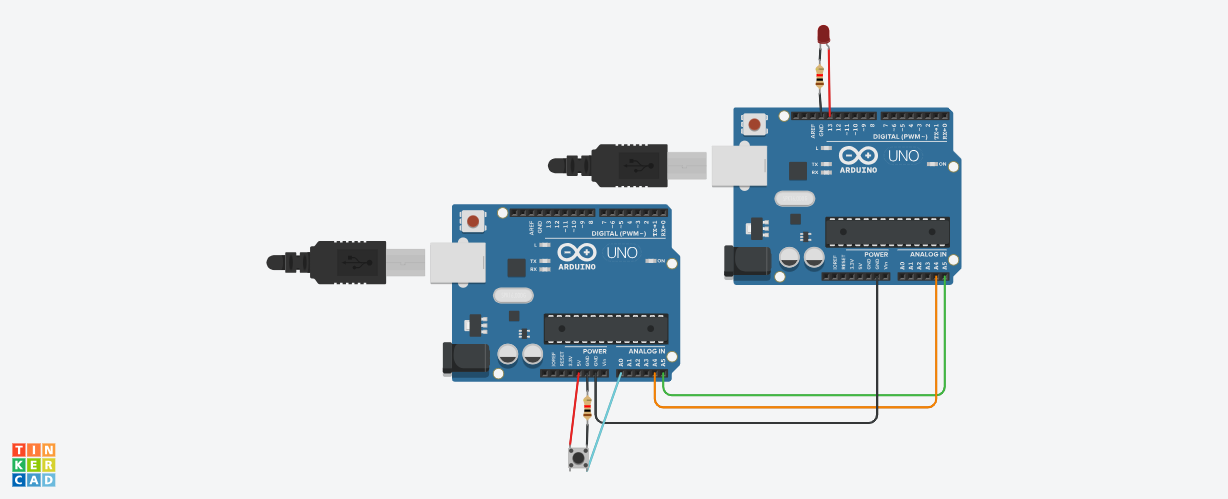 AREF
GND
13
12
~11
~10
~9
8
7
~6
~5
4
~3
2
TX→1
RX←0
DIGITAL (PWM~)
L
TX
RX
UNO
ON
ARDUINO
POWER
ANALOG IN
IOREF
RESET
3.3V
5V
GND
GND
Vin
A0
A1
A2
A3
A4
A5
AREF
GND
13
12
~11
~10
~9
8
7
~6
~5
4
~3
2
TX→1
RX←0
DIGITAL (PWM~)
L
TX
RX
UNO
ON
ARDUINO
POWER
ANALOG IN
IOREF
RESET
3.3V
5V
GND
GND
Vin
A0
A1
A2
A3
A4
A5
TIN
KER
CAD